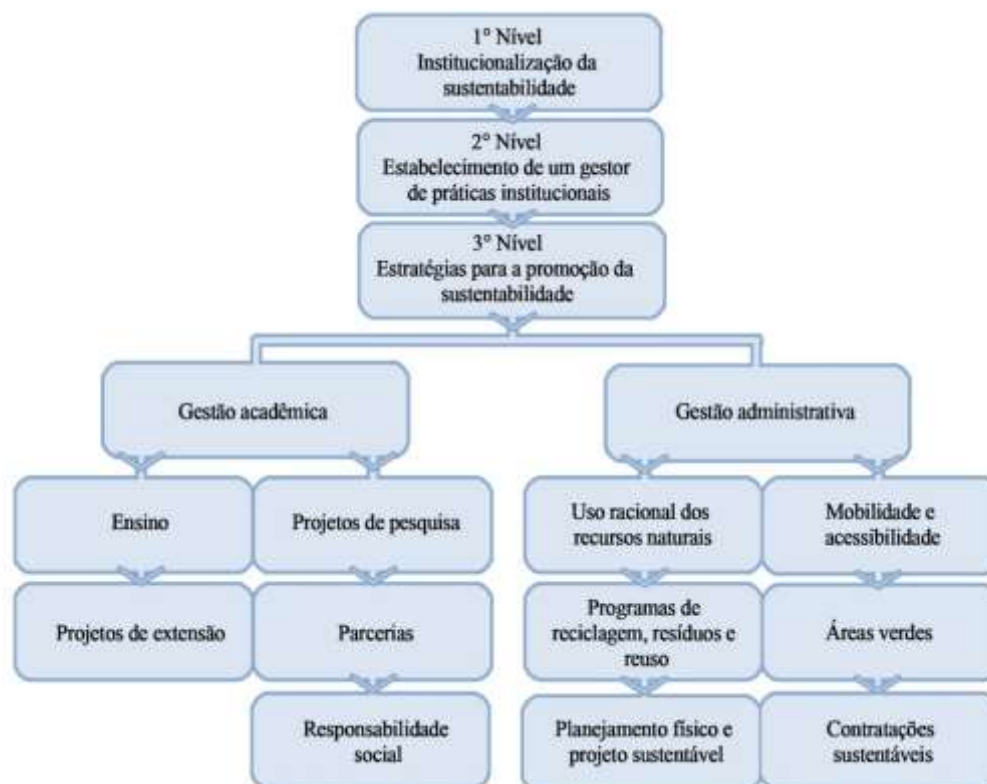 1° Nível
Institucionalização da
sustentabilidade
2° Nível
Estabelecimento de um gestor
de práticas institucionais
3° Nível
Estratégias para a promoção da
sustentabilidade
Gestão acadêmica
Gestão administrativa
Ensino
Projetos de pesquisa
Uso racional dos
recursos naturais
Mobilidade e
acessibilidade
Projetos de extensão
Parcerias
Programas de
reciclagem, resíduos e
reuso
Áreas verdes
Responsabilidade
social
Planejamento físico e
projeto sustentável
Contratações
sustentáveis